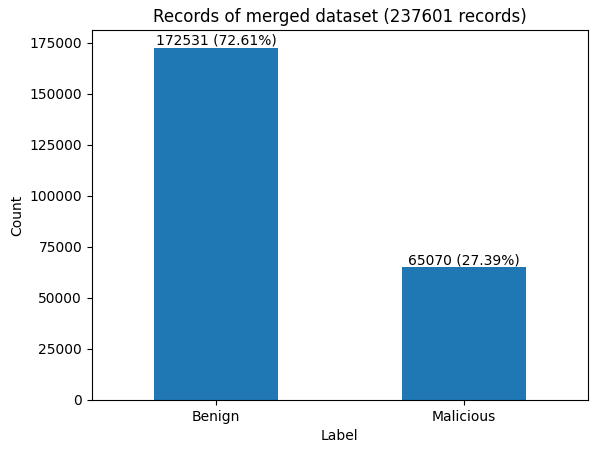 Records of merged dataset (237601 records)
172531 (72.61%)
65070 (27.39%)
175000
150000
125000
100000
75000
50000
25000
0
Count
Benign
Malicious
Label